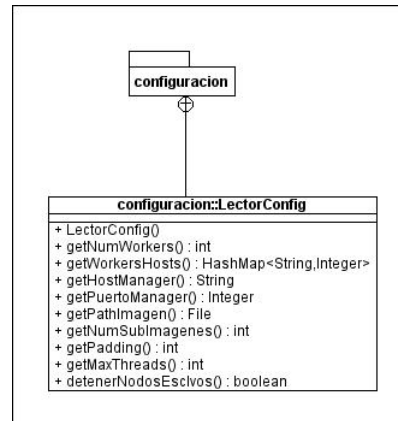 configuracion
configuracion::LectorConfig
+ LectorConfig()
+ getNumWorkers() : int
+ getWorkersHosts() : HashMap<String,Integer>
+ getHostManager() : String
+ getPuertoManager() : Integer
+ getPathImagen() : File
+ getNumSubImagenes() : int
+ getPadding() : int
+ getMaxThreads() : int
+ detenerNodosEsclvos() : boolean